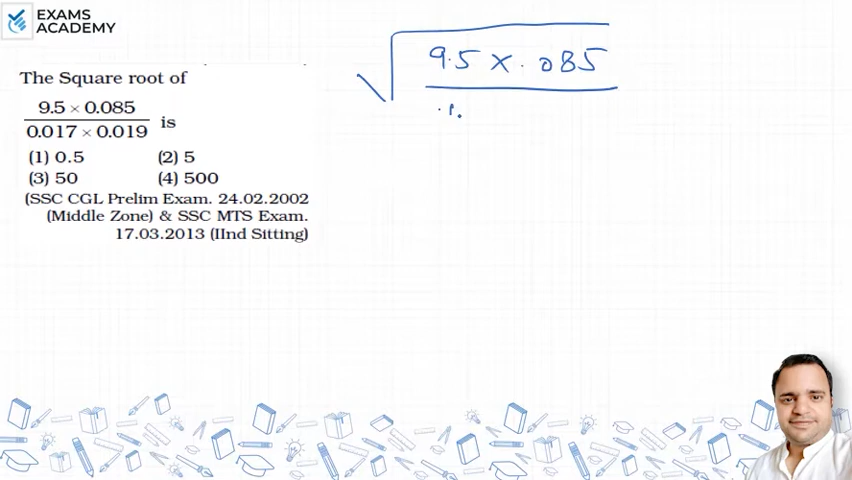 EXAMS
ACADEMY
The Square root of
9.5 × 0.085
0.017 × 0.019
is
(1) 0.5 (2) 5
(3) 50 (4) 500
(SSC CGL Prelim Exam. 24.02.2002
(Middle Zone) & SSC MTS Exam.
17.03.2013 (IInd Sitting)
√ 9.5 × .085